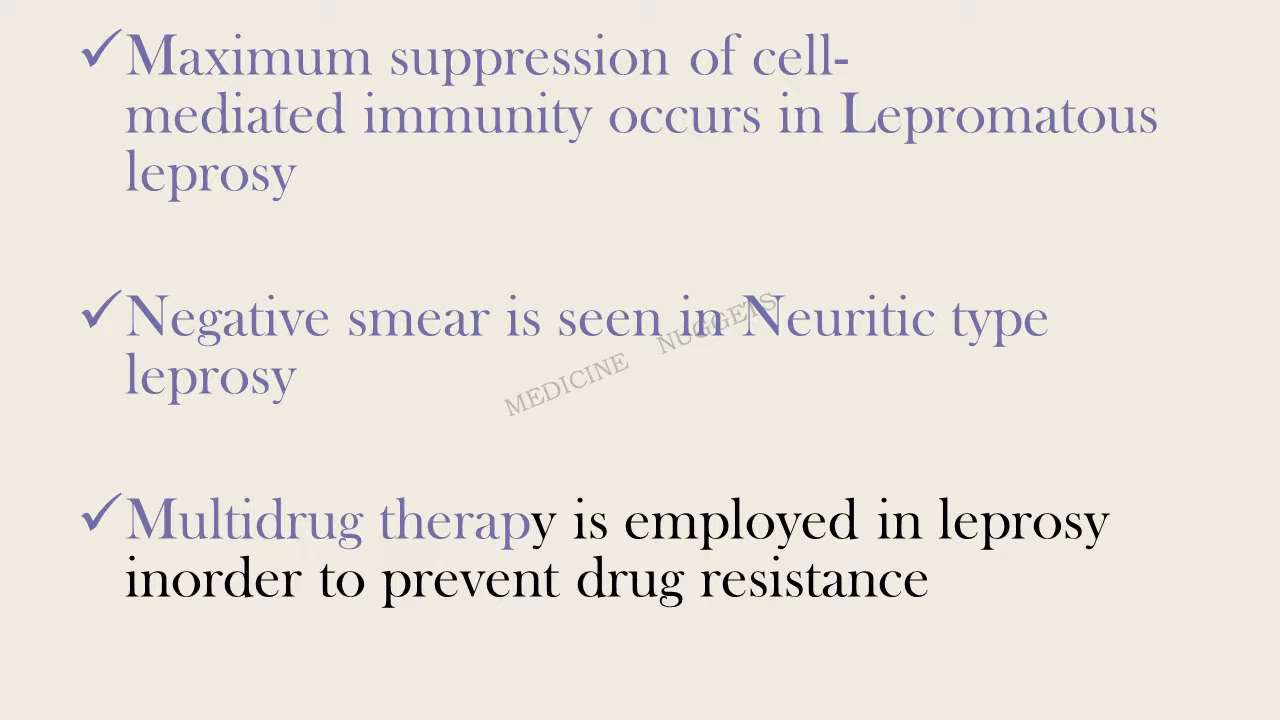 ✓Maximum suppression of cell-
mediated immunity occurs in Lepromatous
leprosy
✓Negative smear is seen in Neuritic type
leprosy
MEDICINE NUGGETS
✓Multidrug therapy is employed in leprosy
inorder to prevent drug resistance